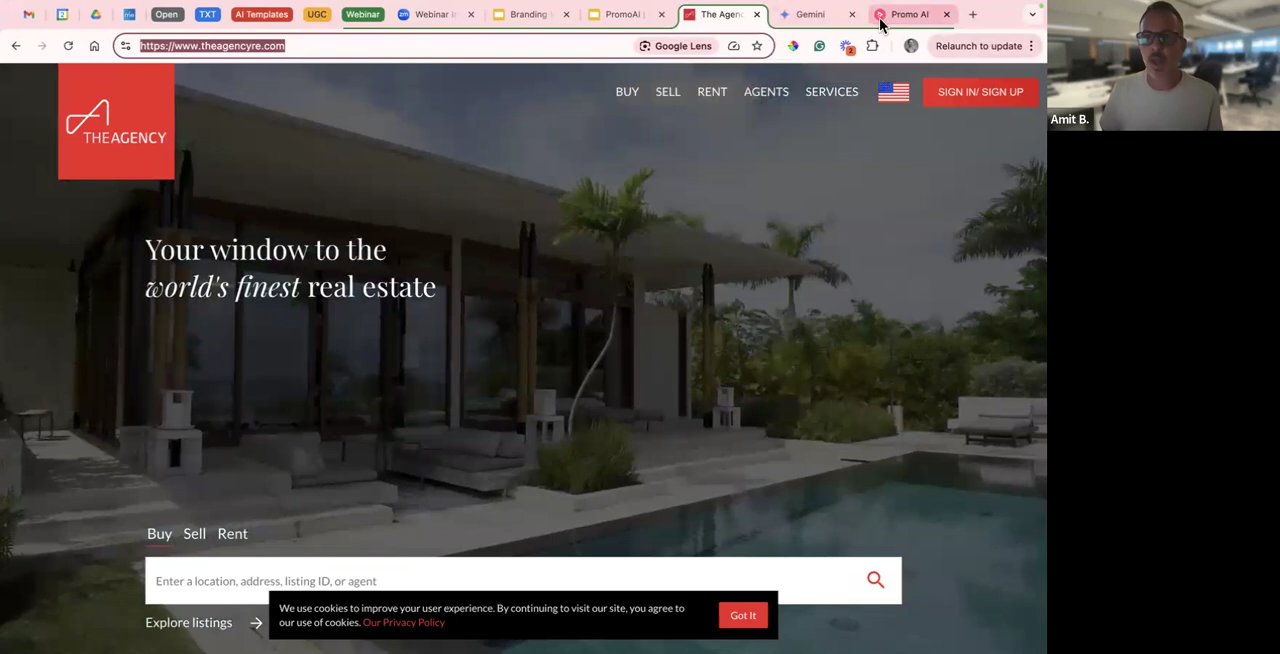 Open
TXT
AI Templates
UGC
Webinar
Webinar
Branding
PromoAI
The Agen
Gemini
Promo AI
https://www.theagencyre.com
Google Lens
2
Relaunch to update
THEAGENCY
BUY
SELL
RENT
AGENTS
SERVICES
SIGN IN/ SIGN UP
Amit B.
Your window to the
world's finest real estate
Buy
Sell
Rent
Enter a location, address, listing ID, or agent
We use cookies to improve your user experience. By continuing to visit our site, you agree to
our use of cookies. Our Privacy Policy
Got It
Explore listings